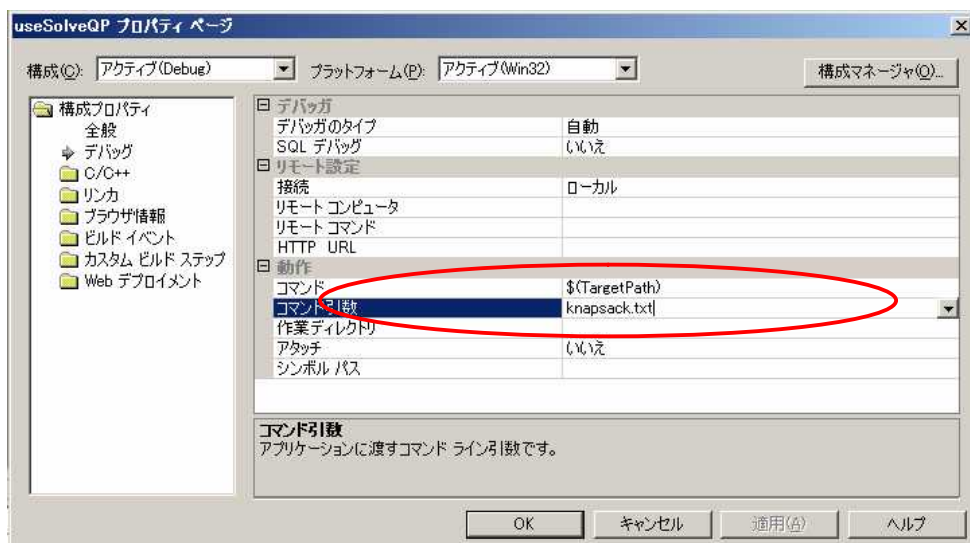 useSolveQP プロパティ ページ
構成(C): アクティブ(Debug) プラットフォーム(P): アクティブ(Win32) 構成マネージャ(O)...
構成プロパティ
全般
デバッグ
C/C++
リンカ
ブラウザ情報
ビルド イベント
カスタム ビルド ステップ
Web デプロイメント
デバッガ
デバッガのタイプ 自動
SQL デバッグ いいえ
リモート設定
接続 ローカル
リモート コンピュータ
リモート コマンド
HTTP URL
動作
コマンド $(TargetPath)
コマンド引数 knapsack.txt
作業ディレクトリ
アタッチ いいえ
シンボル パス
コマンド引数
アプリケーションに渡すコマンド ライン引数です。
OK キャンセル 適用(A) ヘルプ